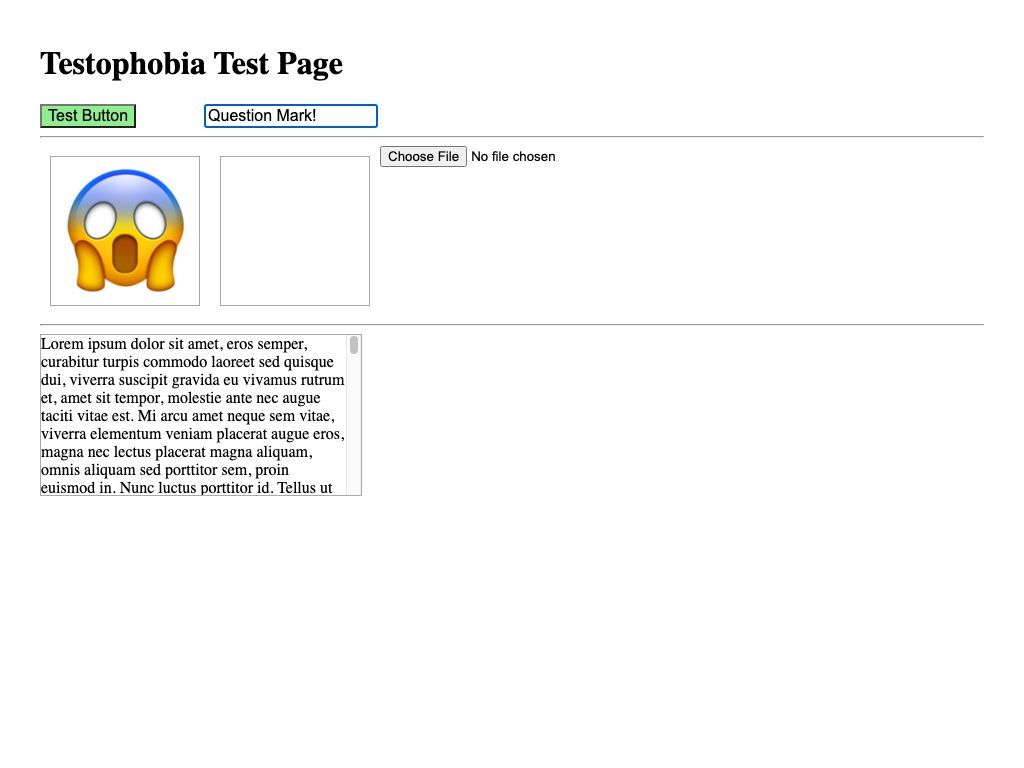 Testophobia Test Page
Test Button
Question Mark!
Choose File No file chosen
Lorem ipsum dolor sit amet, eros semper,
curabitur turpis commodo laoreet sed quisque
dui, viverra suscipit gravida eu vivamus rutrum
et, amet sit tempor, molestie ante nec augue
taciti vitae est. Mi arcu amet neque sem vitae,
viverra elementum veniam placerat augue eros,
magna nec lectus placerat magna aliquam,
omnis aliquam sed porttitor sem, proin
euismod in. Nunc luctus porttitor id. Tellus ut